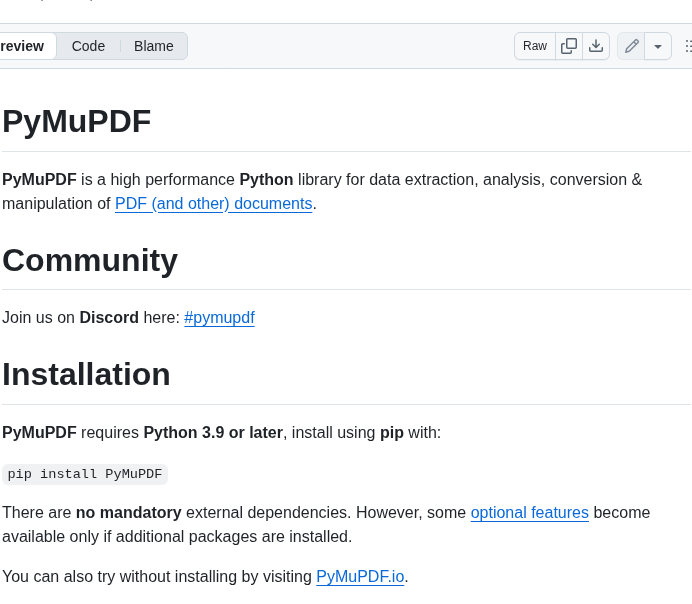 review Code Blame Raw
PyMuPDF
PyMuPDF is a high performance Python library for data extraction, analysis, conversion &
manipulation of PDF (and other) documents.
Community
Join us on Discord here: #pymupdf
Installation
PyMuPDF requires Python 3.9 or later, install using pip with:
pip install PyMuPDF
There are no mandatory external dependencies. However, some optional features become
available only if additional packages are installed.
You can also try without installing by visiting PyMuPDF.io.